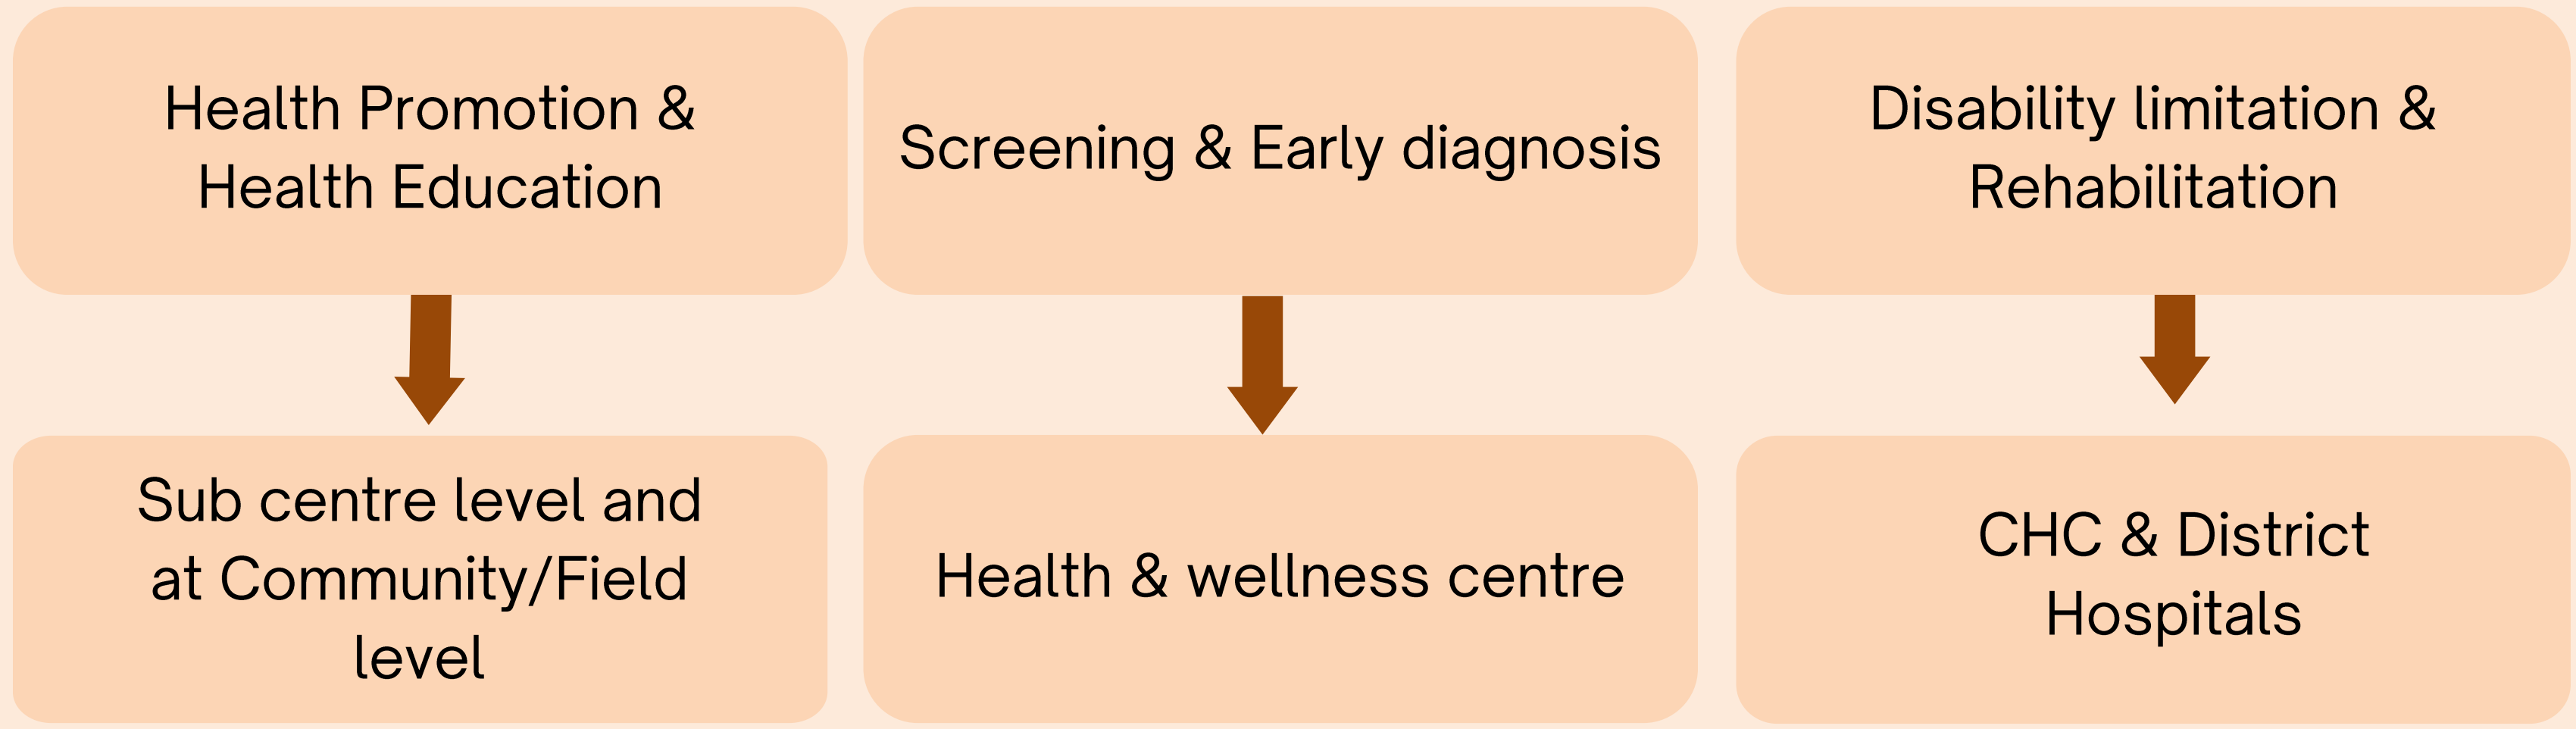 Health Promotion &
Health Education
Screening & Early diagnosis
Disability limitation &
Rehabilitation
Sub centre level and
at Community/Field
level
Health & wellness centre
CHC & District
Hospitals